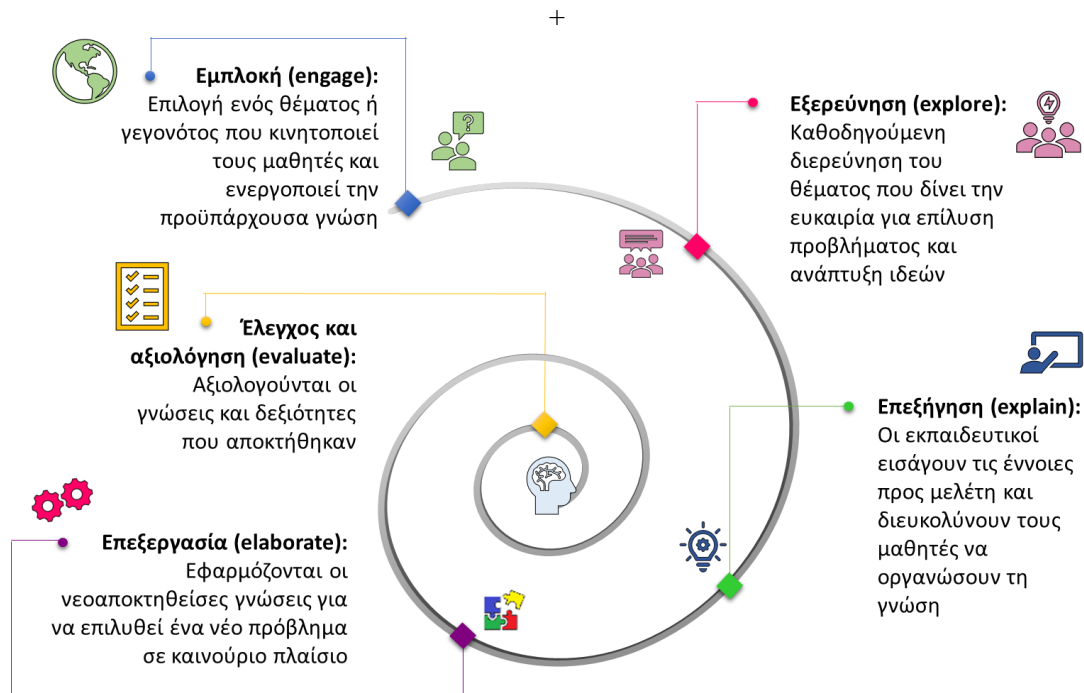 Εμπλοκή (engage):
Επιλογή ενός θέματος ή
γεγονότος που κινητοποιεί
τους μαθητές και
ενεργοποιεί την
προϋπάρχουσα γνώση
Εξερεύνηση (explore):
Καθοδηγούμενη
διερεύνηση του
θέματος που δίνει την
ευκαιρία για επίλυση
προβλήματος και
ανάπτυξη ιδεών
Επεξήγηση (explain):
Οι εκπαιδευτικοί
εισάγουν τις έννοιες
προς μελέτη και
διευκολύνουν τους
μαθητές να
οργανώσουν τη
γνώση
Επεξεργασία (elaborate):
Εφαρμόζονται οι
νεοαποκτηθείσες γνώσεις για
να επιλυθεί ένα νέο πρόβλημα
σε καινούριο πλαίσιο
Έλεγχος και
αξιολόγηση (evaluate):
Αξιολογούνται οι
γνώσεις και δεξιότητες
που αποκτήθηκαν